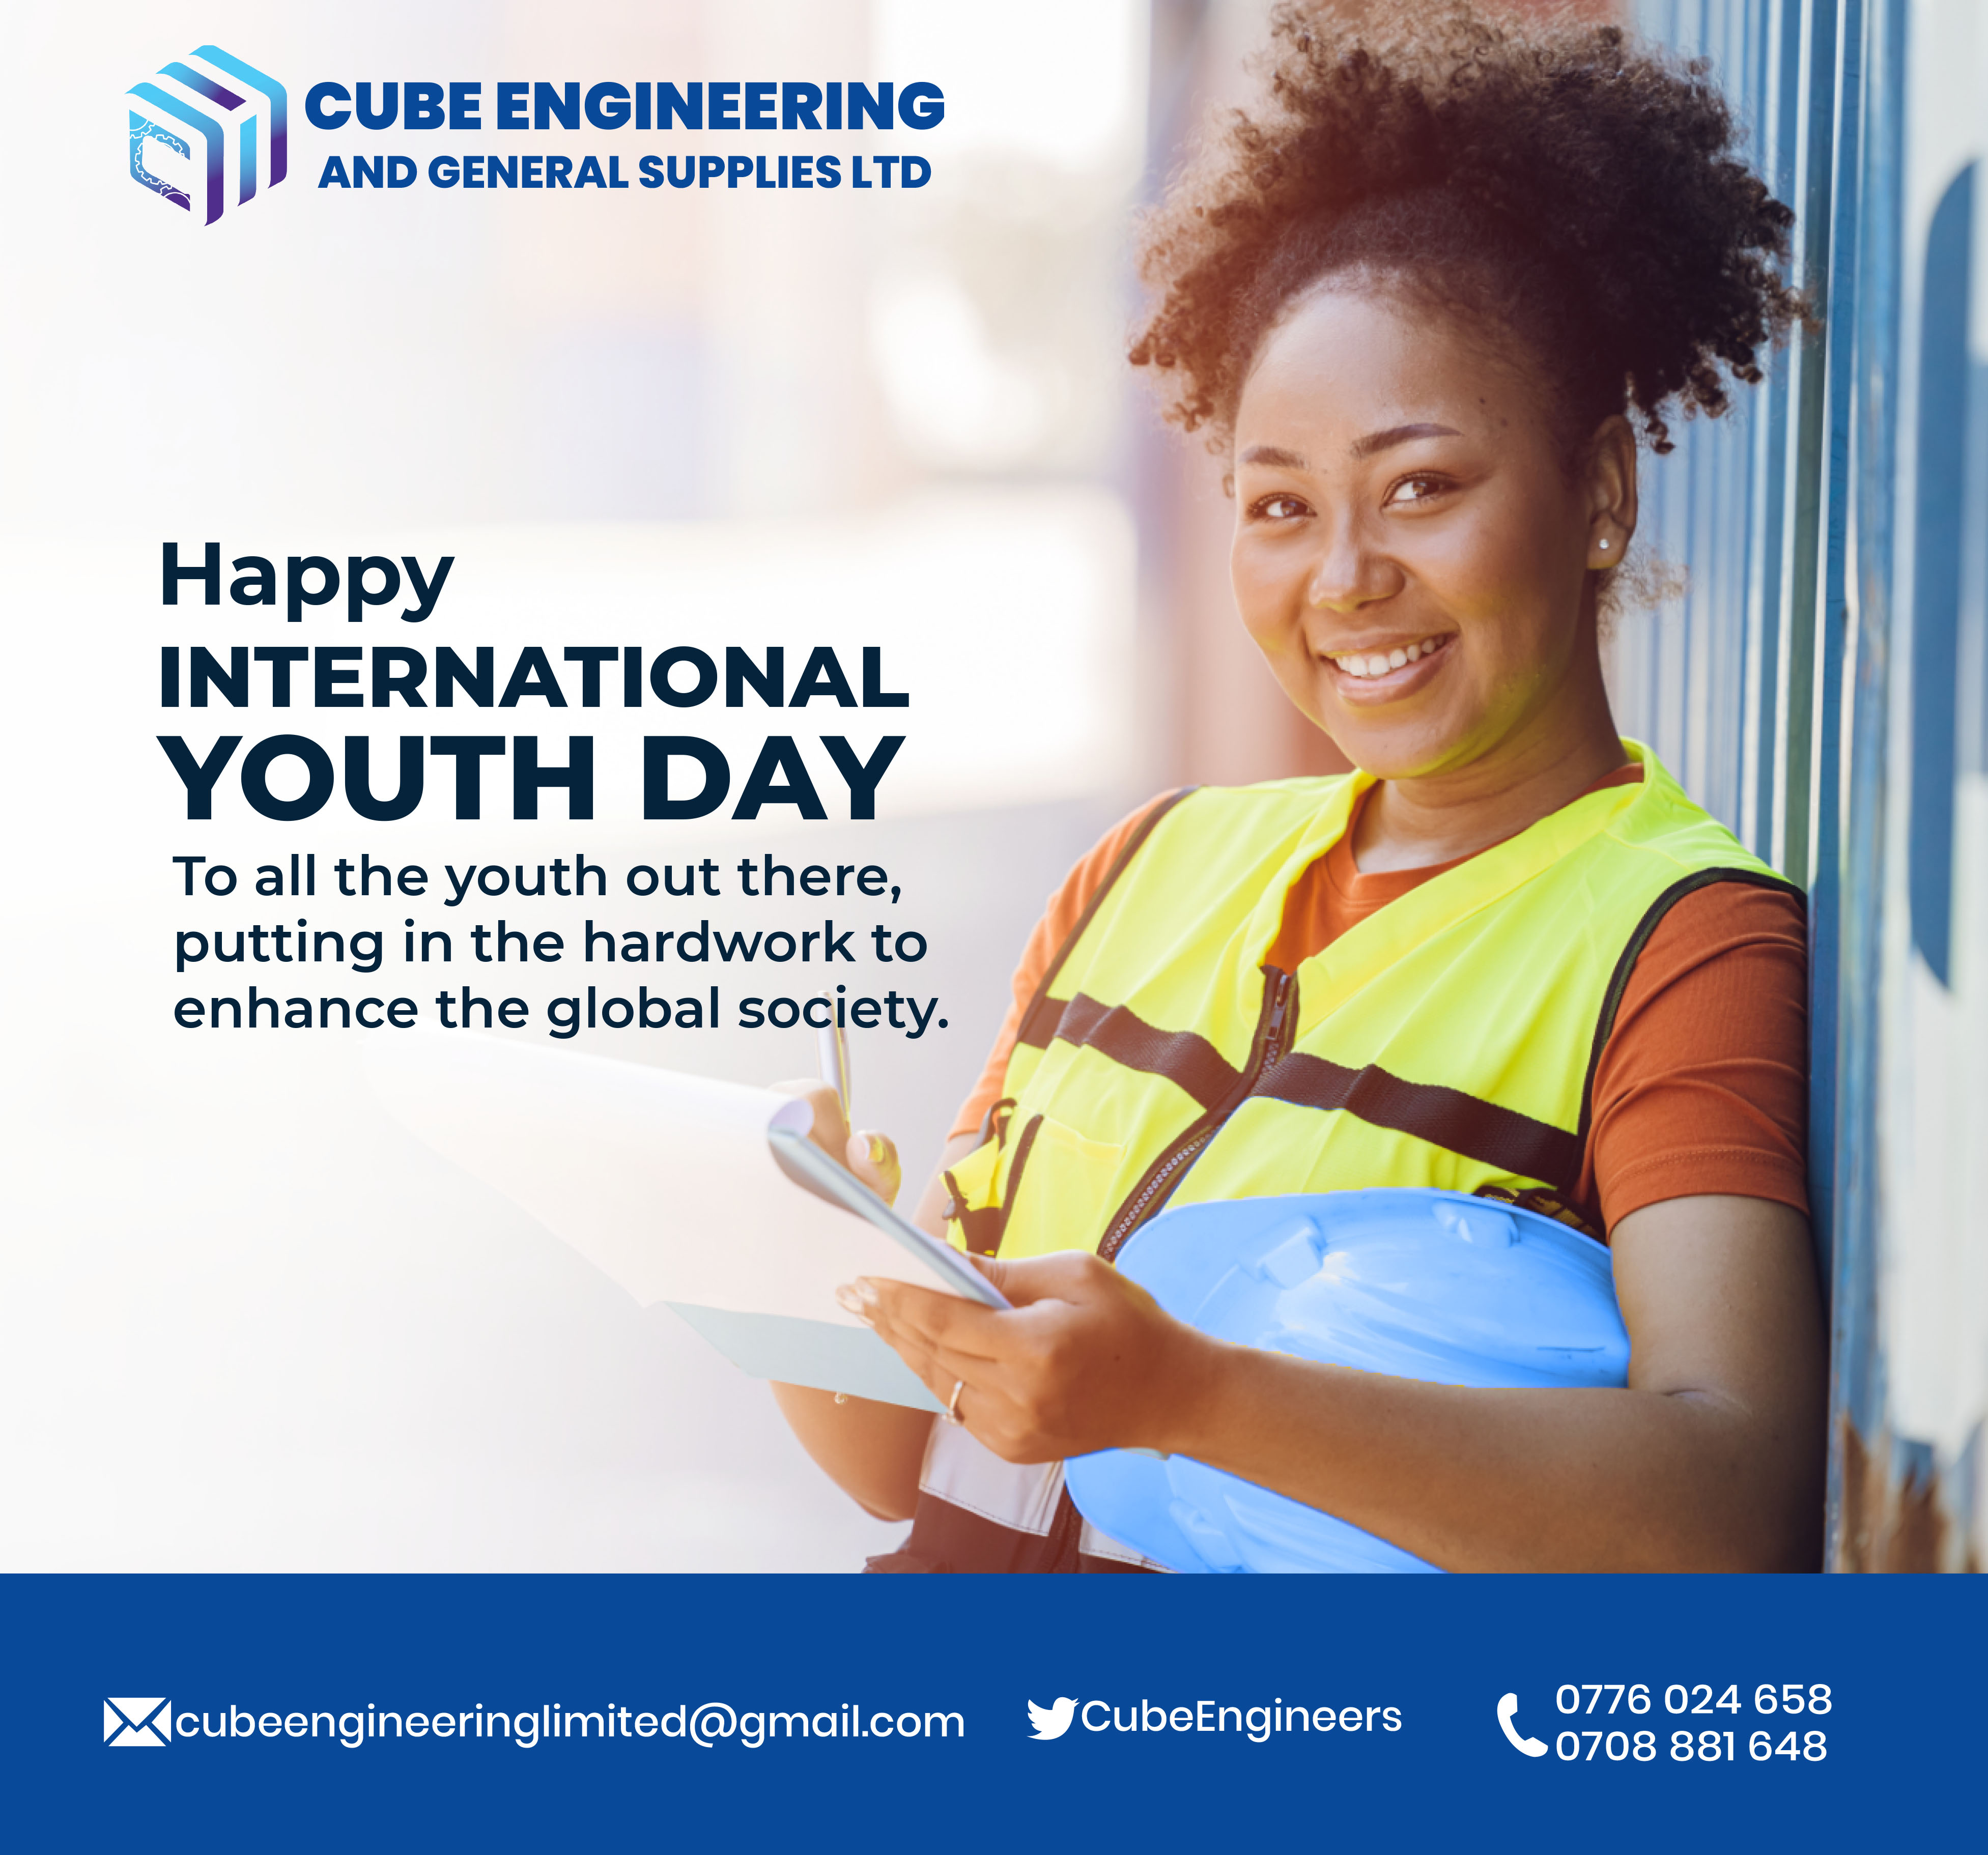 CUBE ENGINEERING
AND GENERAL SUPPLIES LTD
Happy
INTERNATIONAL
YOUTH DAY
To all the youth out there,
putting in the hardwork to
enhance the global society.
cubeengineeringlimited@gmail.com
CubeEngineers
0776 024 658
0708 881 648